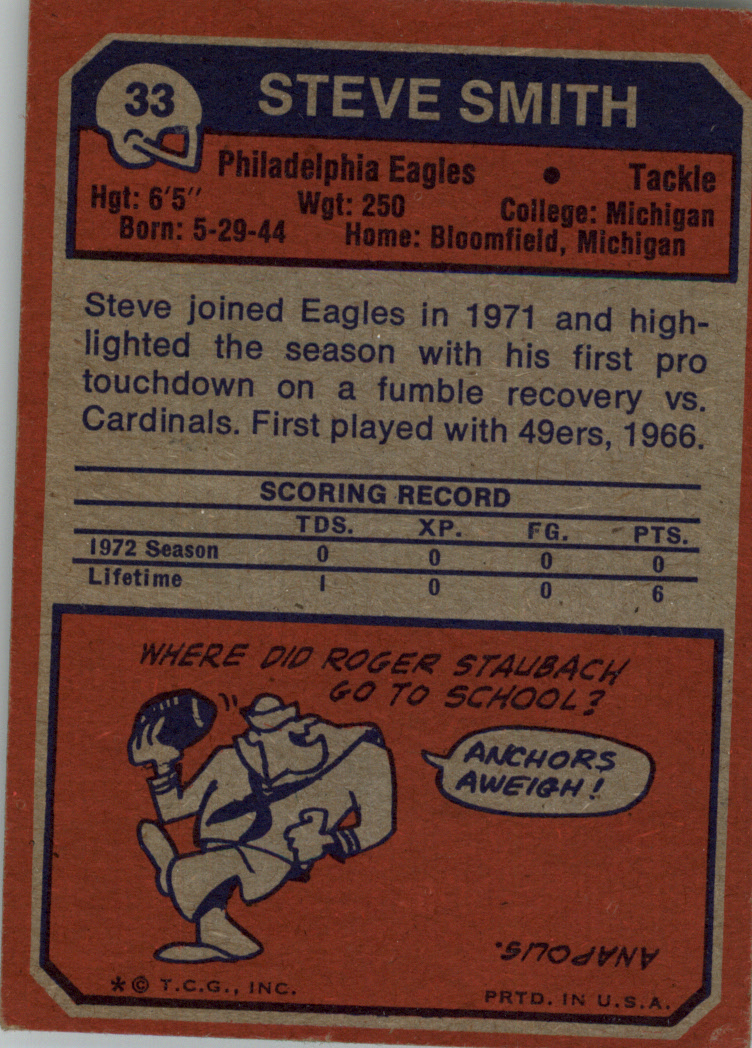 33
STEVE SMITH
Philadelphia Eagles • Tackle
Hgt: 6'5" Wgt: 250 College: Michigan
Born: 5-29-44 Home: Bloomfield, Michigan
Steve joined Eagles in 1971 and high-
lighted the season with his first pro
touchdown on a fumble recovery vs.
Cardinals. First played with 49ers, 1966.
SCORING RECORD
TDS. XP. FG. PTS.
1972 Season 0 0 0 0
Lifetime 1 0 0 6
WHERE DID ROGER STAUBACH
GO TO SCHOOL?
ANCHORS
AWEIGH!
ANAPOLIS.
*© T.C.G., INC.
PRTD. IN U.S.A.